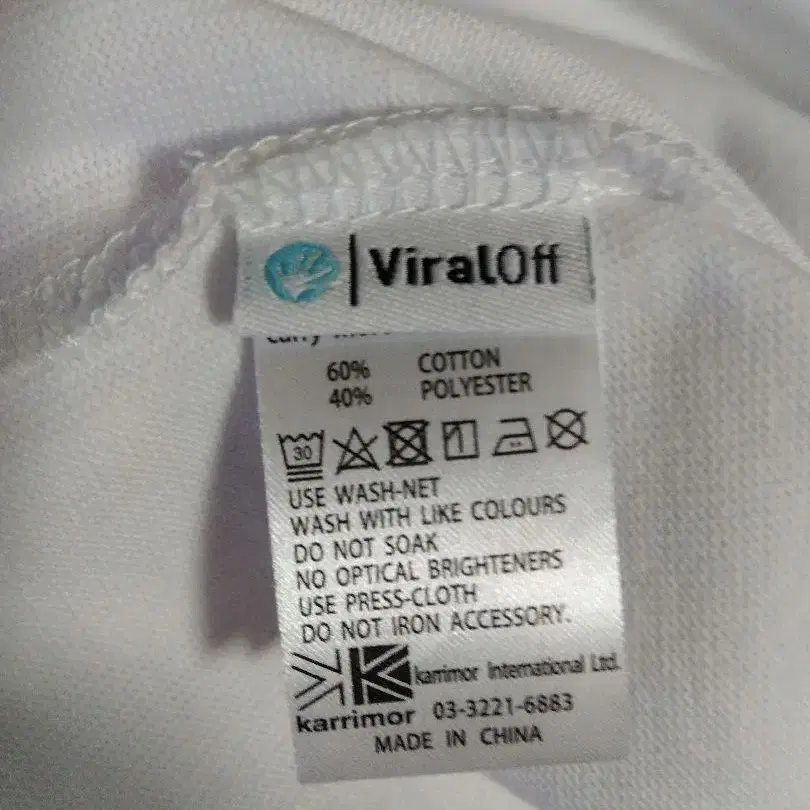 ViralOff
60% COTTON
40% POLYESTER
30
USE WASH-NET
WASH WITH LIKE COLOURS
DO NOT SOAK
NO OPTICAL BRIGHTENERS
USE PRESS-CLOTH
DO NOT IRON ACCESSORY.
karrimor International Ltd.
karrimor 03-3221-6883
MADE IN CHINA